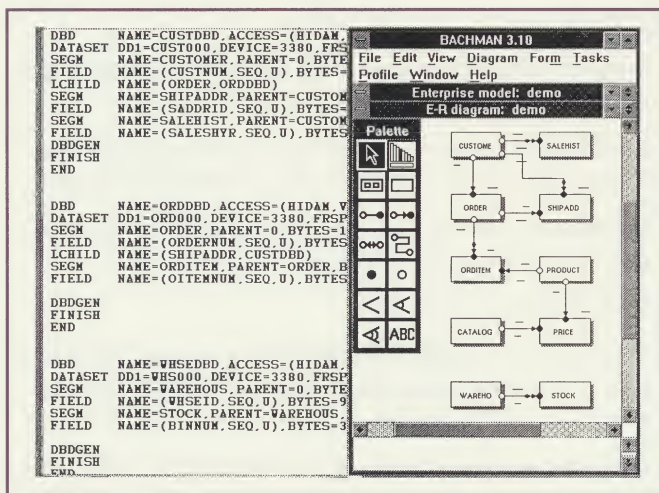 DBD NAME=CUSTDBD,ACCESS=(HIDAM,
DATASET DD1=CUST000,DEVICE=3380,FRS
SEGM NAME=CUSTOMER,PARENT=0,BYTE
FIELD NAME=(CUSTNUM,SEQ,U),BYTES=
LCHILD NAME=(ORDER,ORDDBD)
SEGM NAME=SHIPADDR,PARENT=CUSTOM
FIELD NAME=(SADDRID,SEQ,U),BYTES=
SEGM NAME=SALEHIST,PARENT=CUSTOM
FIELD NAME=(SALESHYR,SEQ,U),BYTES
DBDGEN
FINISH
END
DBD NAME=ORDDBD,ACCESS=(HIDAM,V
DATASET DD1=ORD000,DEVICE=3380,FRSP
SEGM NAME=ORDER,PARENT=0,BYTES=1
FIELD NAME=(ORDERNUM,SEQ,U),BYTES
LCHILD NAME=(SHIPADDR,CUSTDBD)
SEGM NAME=ORDITEM,PARENT=ORDER,B
FIELD NAME=(OITEMNUM,SEQ,U),BYTES
DBDGEN
FINISH
END
DBD NAME=WHSEDBD,ACCESS=(HIDAM,
DATASET DD1=WHS000,DEVICE=3380,FRSP
SEGM NAME=WAREHOUS,PARENT=0,BYTE
FIELD NAME=(WHSEID,SEQ,U),BYTES=9
SEGM NAME=STOCK,PARENT=WAREHOUS,
FIELD NAME=(BINNUM,SEQ,U),BYTES=3
DBDGEN
FINISH
END
BACHMAN 3.10
File Edit View Diagram Form Tasks
Profile Window Help
Enterprise model: demo
E-R diagram: demo
Palette
ABC
CUSTOME SALEHIST
ORDER SHIPADD
ORDITEM PRODUCT
CATALOG PRICE
WAREHO STOCK